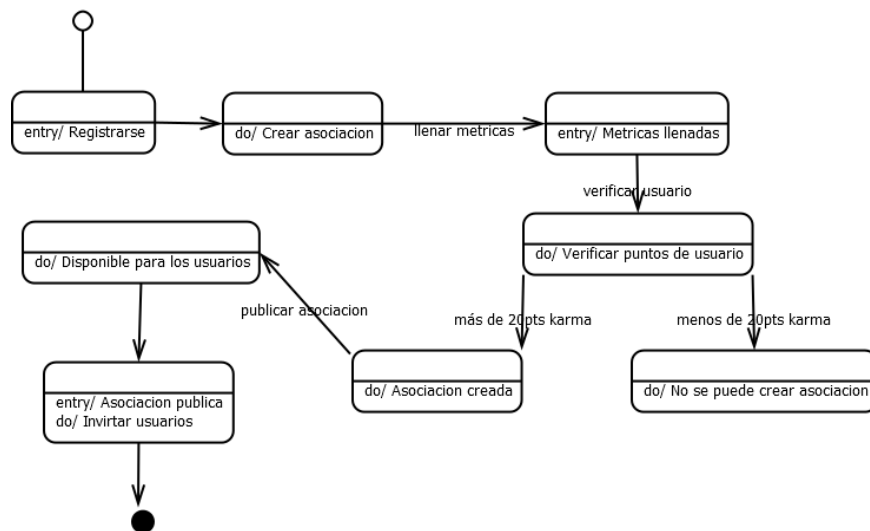 entry/ Registrarse
do/ Crear asociacion
llenar metricas
entry/ Metricas llenadas
verificar usuario
do/ Verificar puntos de usuario
más de 20pts karma
menos de 20pts karma
do/ Asociacion creada
do/ No se puede crear asociacion
publicar asociacion
do/ Disponible para los usuarios
entry/ Asociacion publica
do/ Invirtar usuarios